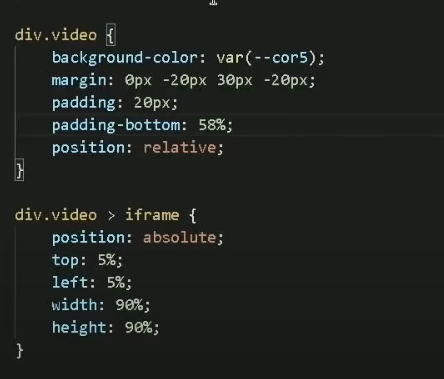 div.video {
    background-color: var(--cor5);
    margin: 0px -20px 30px -20px;
    padding: 20px;
    padding-bottom: 58%;
    position: relative;
}

div.video > iframe {
    position: absolute;
    top: 5%;
    left: 5%;
    width: 90%;
    height: 90%;
}